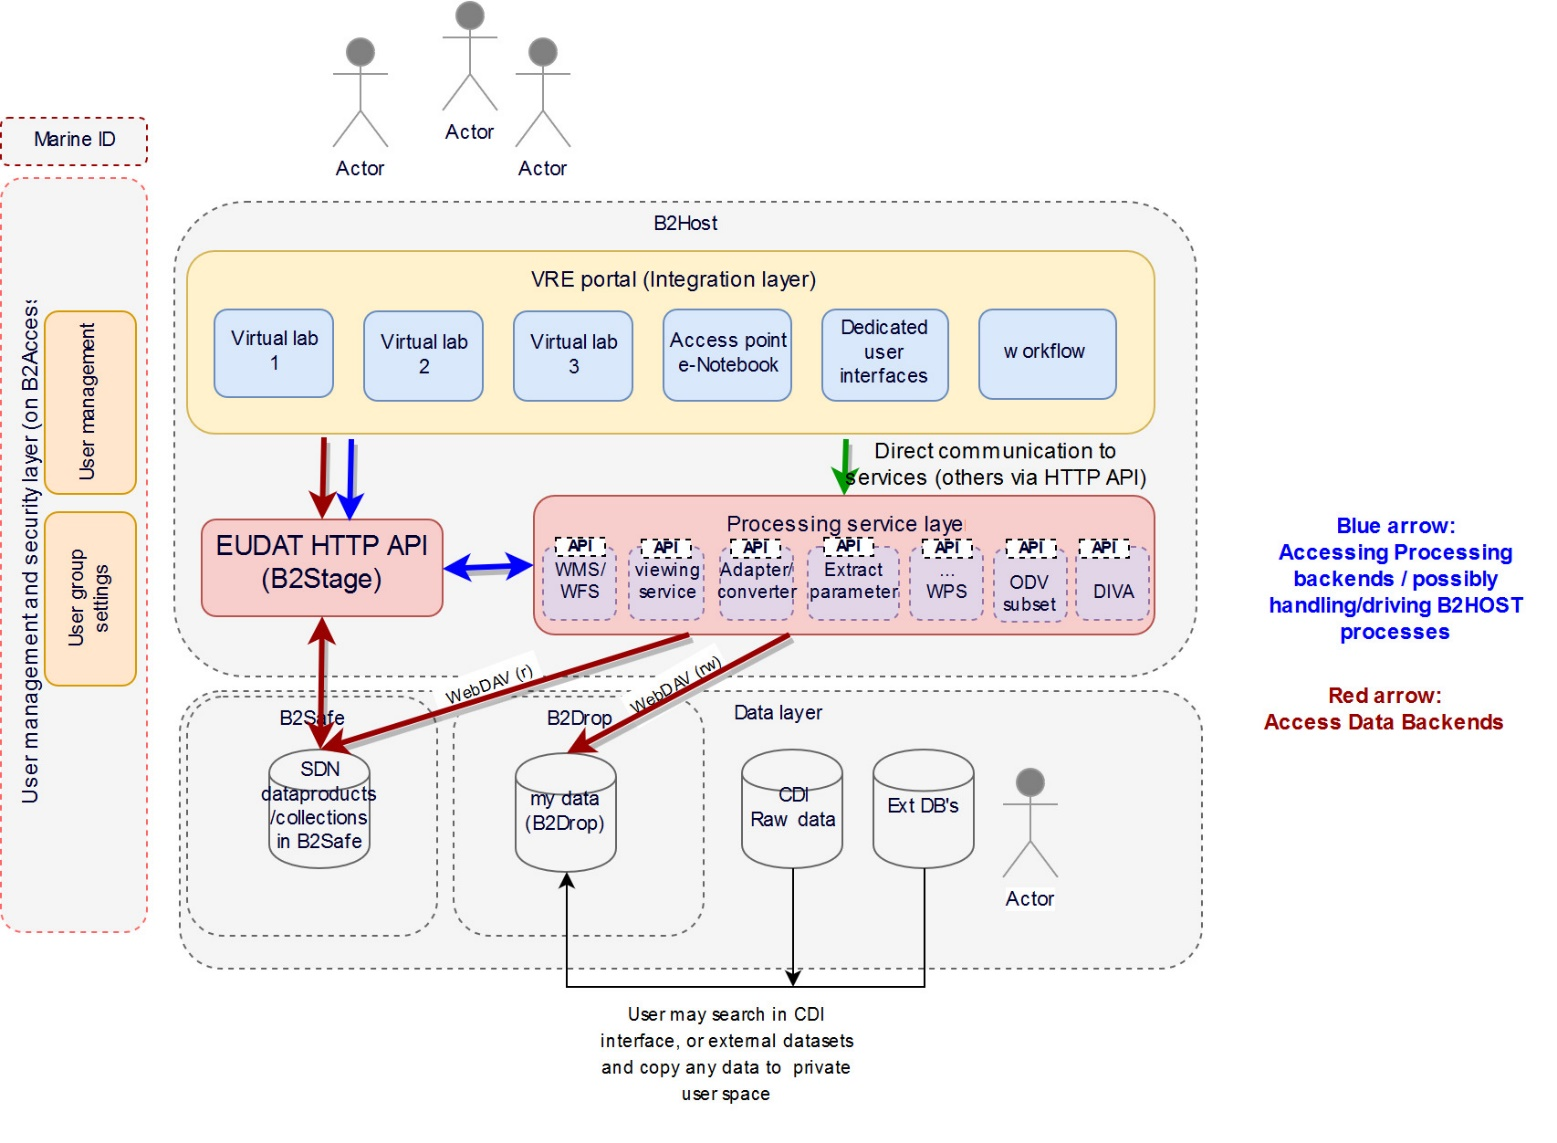 Actor
Actor
Actor
Marine ID
User management and security layer (on B2Access
User management
User group
settings
B2Host
VRE portal (Integration layer)
Virtual lab
1
Virtual lab
2
Virtual lab
3
Access point
e-Notebook
Dedicated
user
interfaces
w orkflow
Direct communication to
services (others via HTTP API)
EUDAT HTTP API
(B2Stage)
Processing service laye
API
WMS/
WFS
API
viewing
service
API
Adapter/
converter
API
Extract
parameter
API
...
WPS
API
ODV
subset
API
DIVA
WebDAV (r)
WebDAV (rw)
B2Safe
B2Drop
Data layer
SDN
dataproducts
/collections
in B2Safe
my data
(B2Drop)
CDI
Raw data
Ext DB's
Actor
User may search in CDI
interface, or external datasets
and copy any data to private
user space
Blue arrow:
Accessing Processing
backends / possibly
handling/driving B2HOST
processes
Red arrow:
Access Data Backends